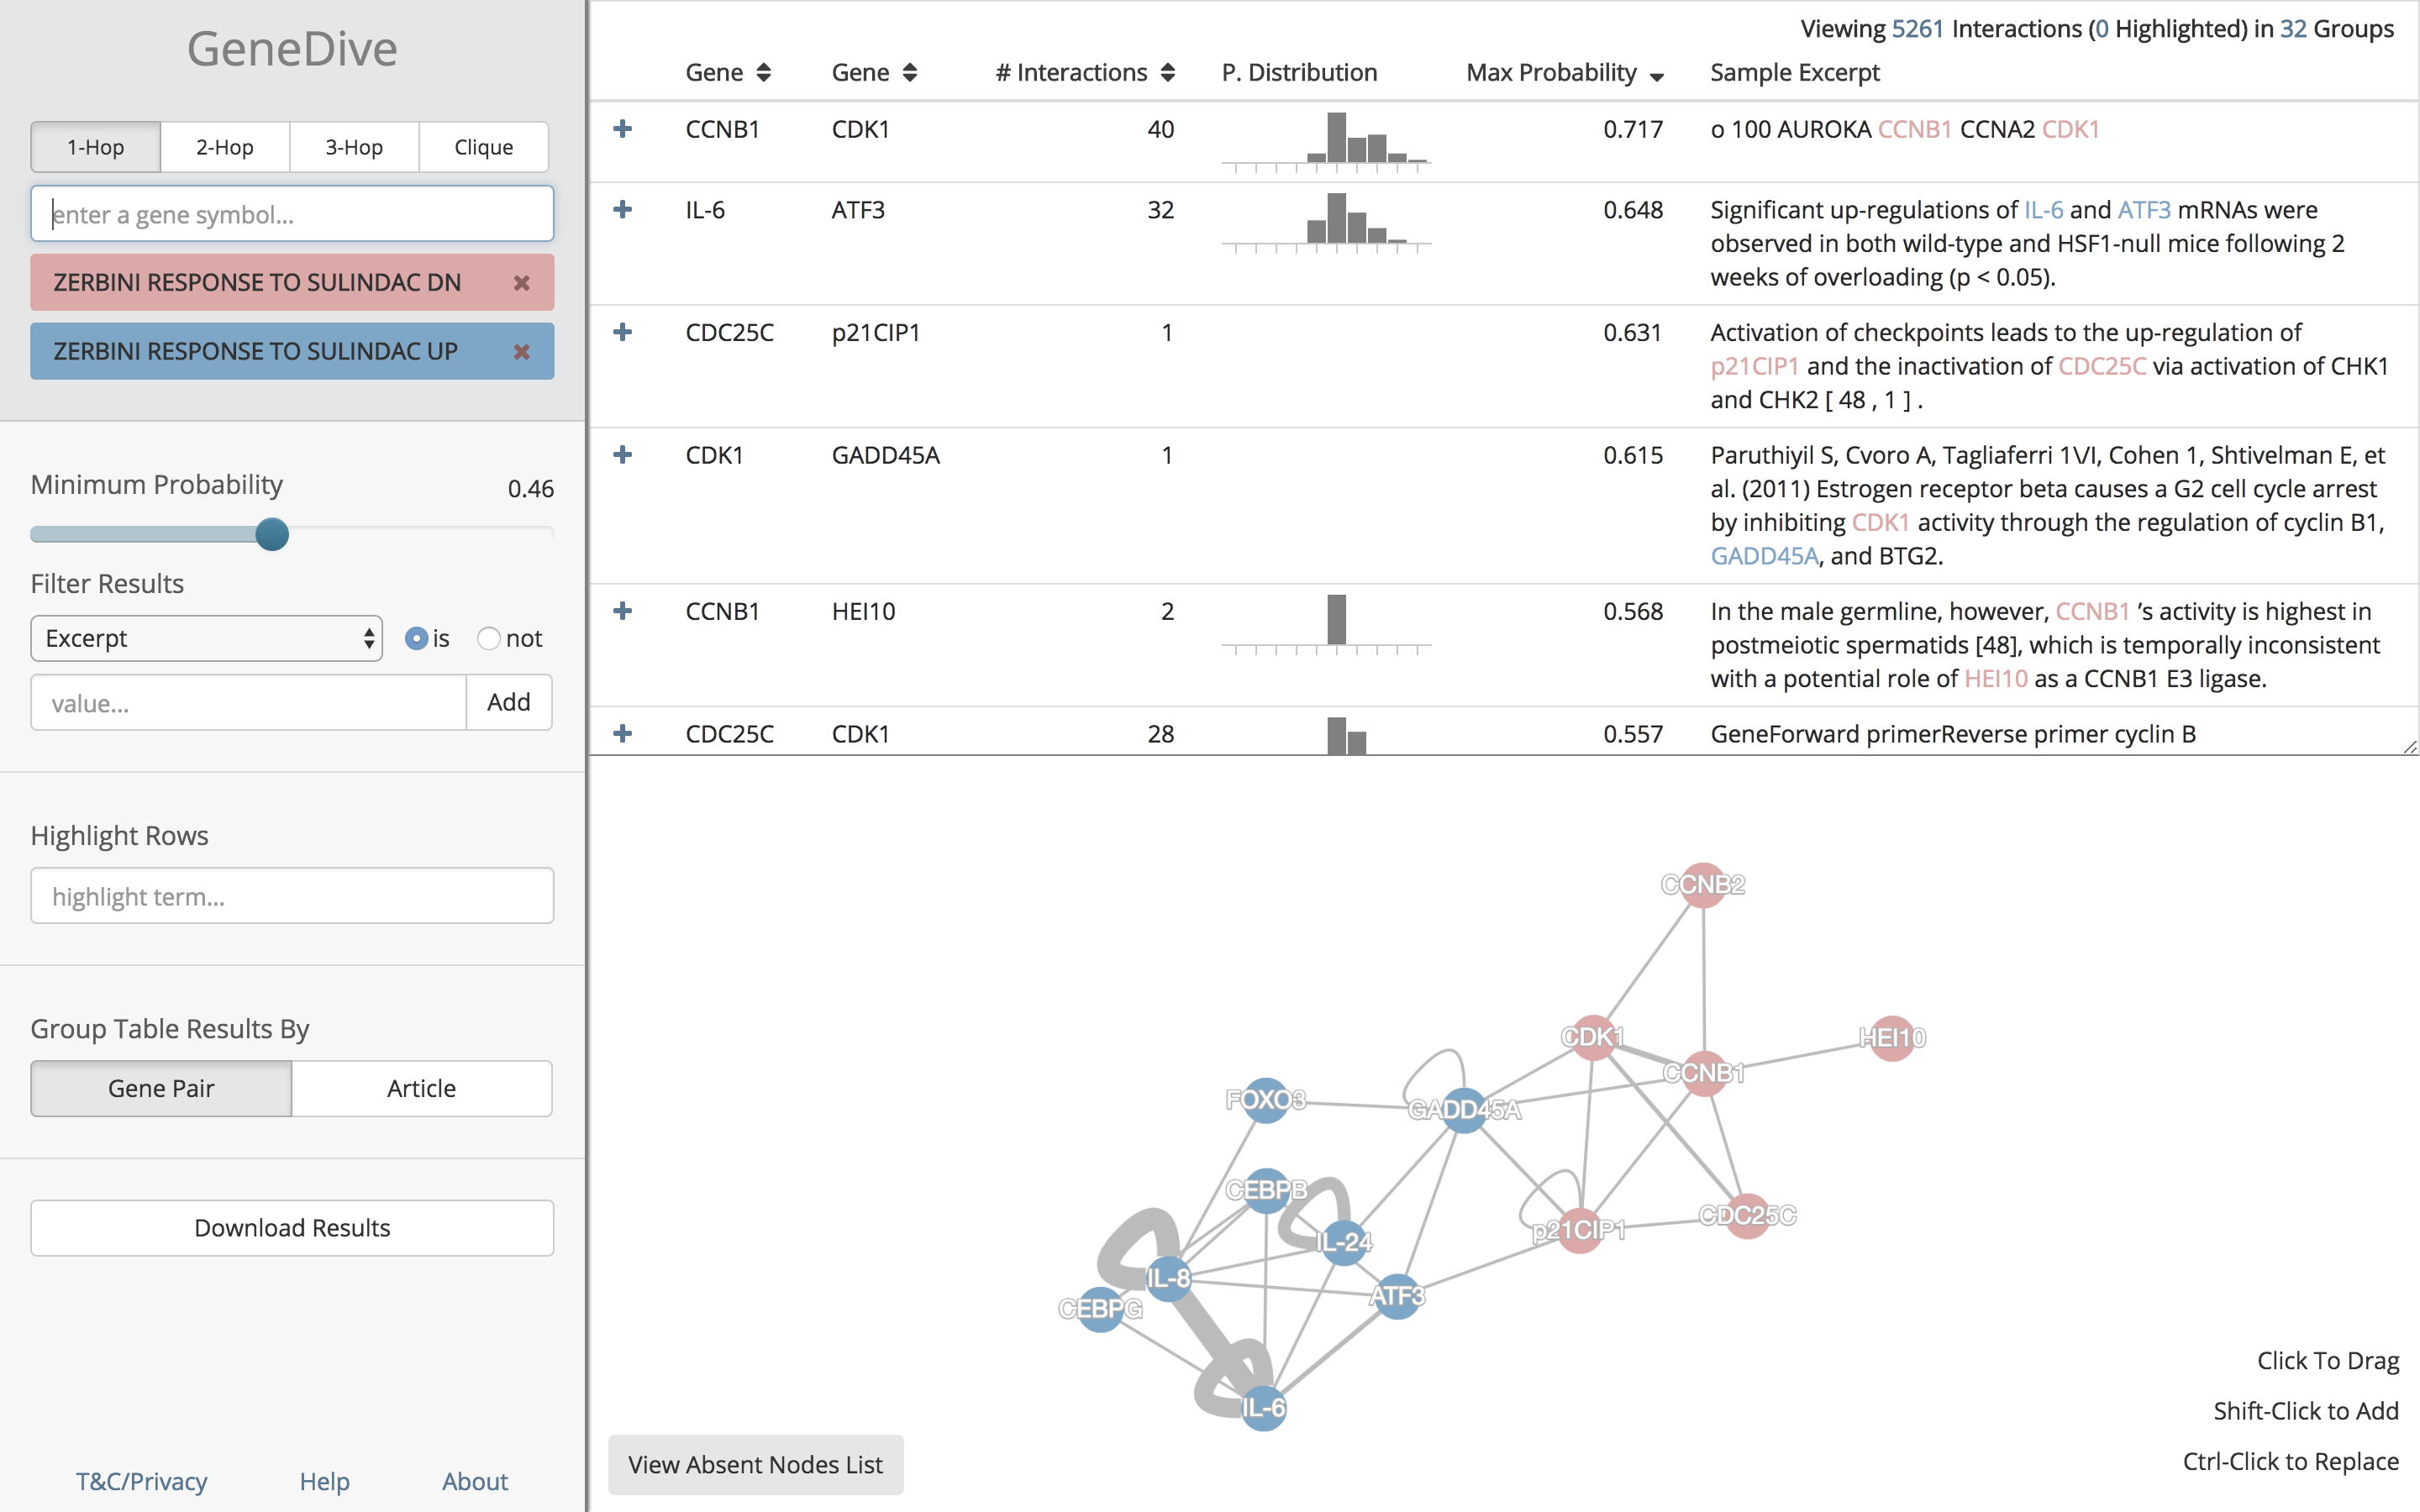 GeneDive
1-Hop 2-Hop 3-Hop Clique
enter a gene symbol...
ZERBINI RESPONSE TO SULINDAC DN
ZERBINI RESPONSE TO SULINDAC UP
Minimum Probability 0.46
Filter Results
Excerpt is not
value... Add
Highlight Rows
highlight term...
Group Table Results By
Gene Pair Article
Download Results
T&C/Privacy Help About
Viewing 5261 Interactions (0 Highlighted) in 32 Groups
Gene Gene # Interactions P. Distribution Max Probability Sample Excerpt
CCNB1 CDK1 40 0.717 o 100 AUROKA CCNB1 CCNA2 CDK1
IL-6 ATF3 32 0.648 Significant up-regulations of IL-6 and ATF3 mRNAs were
observed in both wild-type and HSF1-null mice following 2
weeks of overloading (p < 0.05).
CDC25C p21CIP1 1 0.631 Activation of checkpoints leads to the up-regulation of
p21CIP1 and the inactivation of CDC25C via activation of CHK1
and CHK2 [ 48 , 1 ] .
CDK1 GADD45A 1 0.615 Paruthiyil S, Cvoro A, Tagliaferri 1\/I, Cohen 1, Shtivelman E, et
al. (2011) Estrogen receptor beta causes a G2 cell cycle arrest
by inhibiting CDK1 activity through the regulation of cyclin B1,
GADD45A, and BTG2.
CCNB1 HEI10 2 0.568 In the male germline, however, CCNB1 ’s activity is highest in
postmeiotic spermatids [48], which is temporally inconsistent
with a potential role of HEI10 as a CCNB1 E3 ligase.
CDC25C CDK1 28 0.557 GeneForward primerReverse primer cyclin B
CCNB2
CDK1
HEI10
CCNB1
FOXO3
GADD45A
CEBPB
CDC25C
p21CIP1
IL-24
IL-8
ATF3
CEBPG
IL-6
Click To Drag
Shift-Click to Add
Ctrl-Click to Replace
View Absent Nodes List